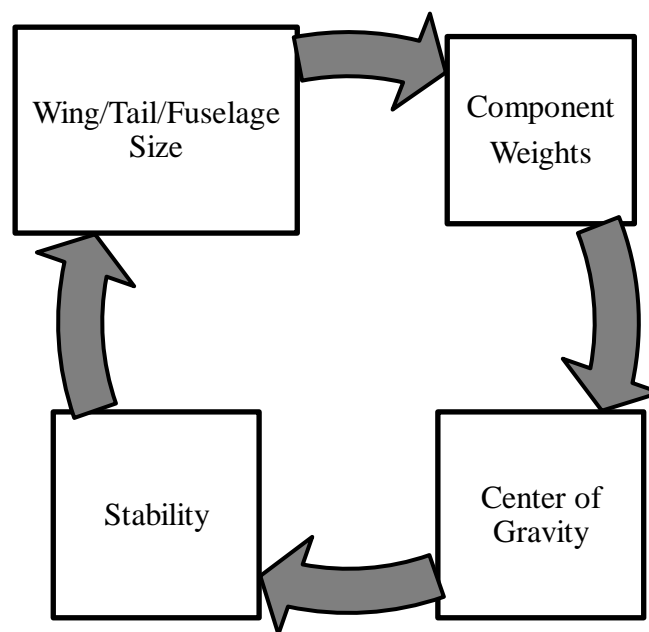 Wing/Tail/Fuselage
Size
Component
Weights
Stability
Center of
Gravity